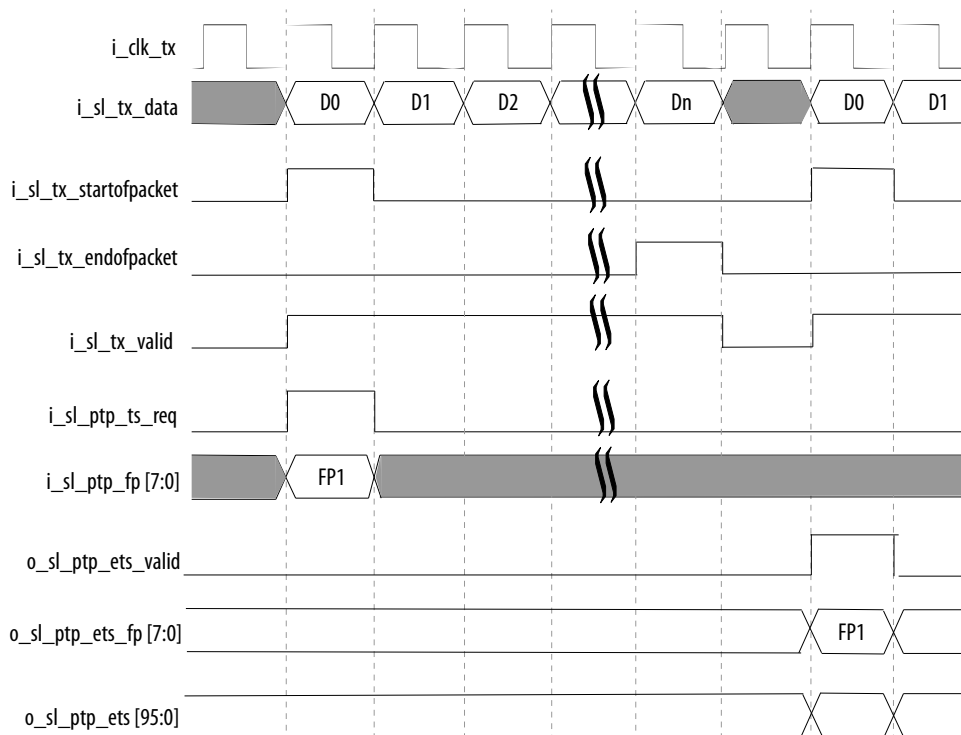 i_clk_tx
i_sl_tx_data D0 D1 D2 Dn D0 D1
i_sl_tx_startofpacket
i_sl_tx_endofpacket
i_sl_tx_valid
i_sl_ptp_ts_req
i_sl_ptp_fp [7:0] FP1
o_sl_ptp_ets_valid
o_sl_ptp_ets_fp [7:0] FP1
o_sl_ptp_ets [95:0]